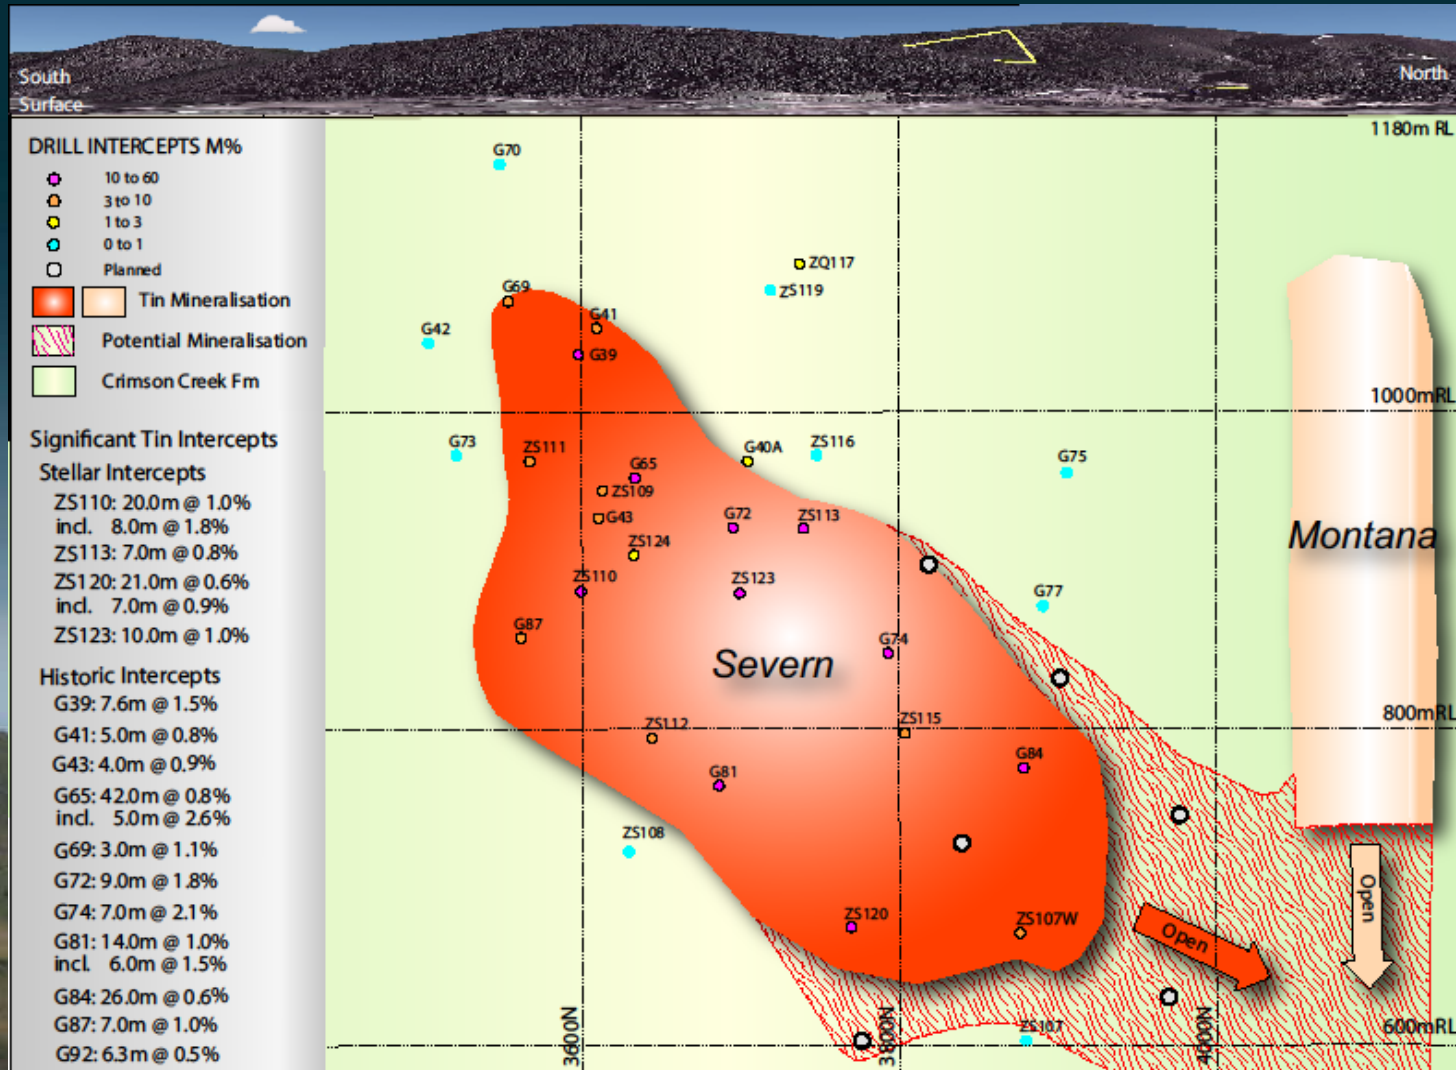 South
North
Surface
1180m RL
DRILL INTERCEPTS M%
10 to 60
3 to 10
1 to 3
0 to 1
Planned
Tin Mineralisation
Potential Mineralisation
Crimson Creek Fm
Significant Tin Intercepts
Stellar Intercepts
ZS110: 20.0m @ 1.0%
incl. 8.0m @ 1.8%
ZS113: 7.0m @ 0.8%
ZS120: 21.0m @ 0.6%
incl. 7.0m @ 0.9%
ZS123: 10.0m @ 1.0%
Historic Intercepts
G39: 7.6m @ 1.5%
G41: 5.0m @ 0.8%
G43: 4.0m @ 0.9%
G65: 42.0m @ 0.8%
incl. 5.0m @ 2.6%
G69: 3.0m @ 1.1%
G72: 9.0m @ 1.8%
G74: 7.0m @ 2.1%
G81: 14.0m @ 1.0%
incl. 6.0m @ 1.5%
G84: 26.0m @ 0.6%
G87: 7.0m @ 1.0%
G92: 6.3m @ 0.5%
G70
ZQ117
ZS119
G69
G41
G42
G39
1000mRL
G73
ZS111
G40A
ZS116
G75
G65
ZS109
G43
G72
ZS113
Montana
ZS124
ZS110
ZS123
G77
G87
G74
Severn
800mRL
ZS112
ZS115
G84
G81
ZS108
Open
ZS120
ZS107W
Open
3600N
3800N
4000N
ZS107
600mRL